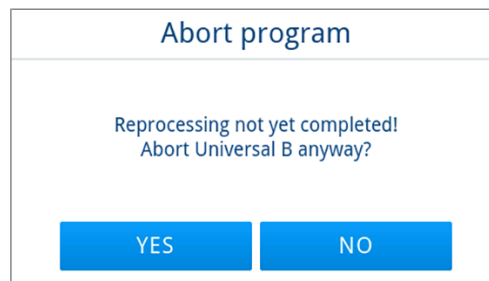 Abort program
Reprocessing not yet completed!
Abort Universal B anyway?
YES NO